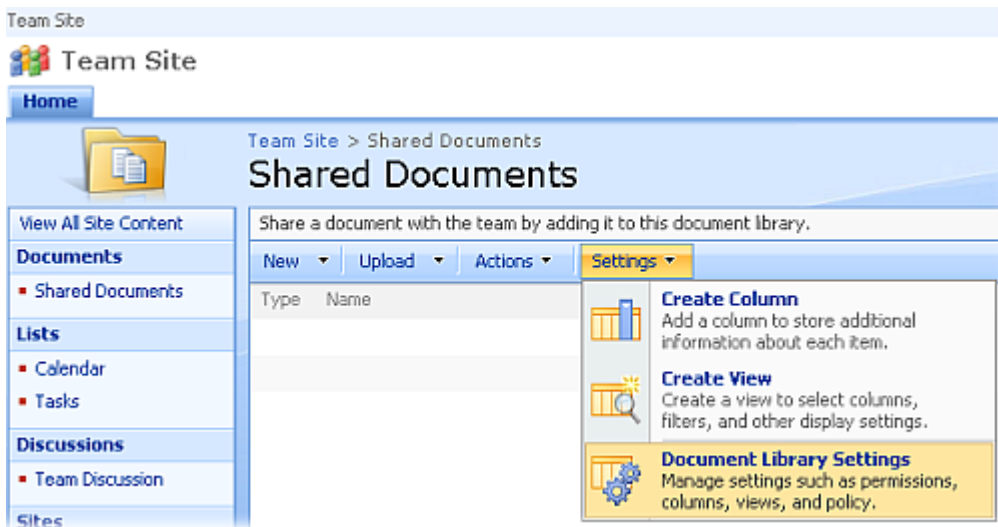 Team Site
Team Site
Home
Team Site > Shared Documents
Shared Documents
View All Site Content
Documents
Shared Documents
Lists
Calendar
Tasks
Discussions
Team Discussion
Sites
Share a document with the team by adding it to this document library.
New Upload Actions Settings
Type Name
Create Column
Add a column to store additional
information about each item.
Create View
Create a view to select columns,
filters, and other display settings.
Document Library Settings
Manage settings such as permissions,
columns, views, and policy.